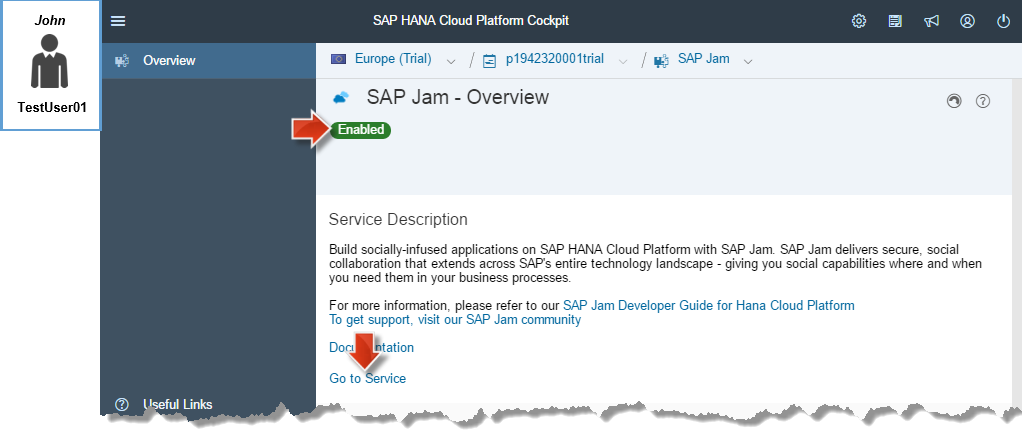 John
TestUser01
SAP HANA Cloud Platform Cockpit
Overview
Europe (Trial) / p1942320001trial / SAP Jam
SAP Jam - Overview
Enabled
Service Description
Build socially-infused applications on SAP HANA Cloud Platform with SAP Jam. SAP Jam delivers secure, social
collaboration that extends across SAP's entire technology landscape - giving you social capabilities where and when
you need them in your business processes.
For more information, please refer to our SAP Jam Developer Guide for Hana Cloud Platform
To get support, visit our SAP Jam community
Documentation
Go to Service
Useful Links